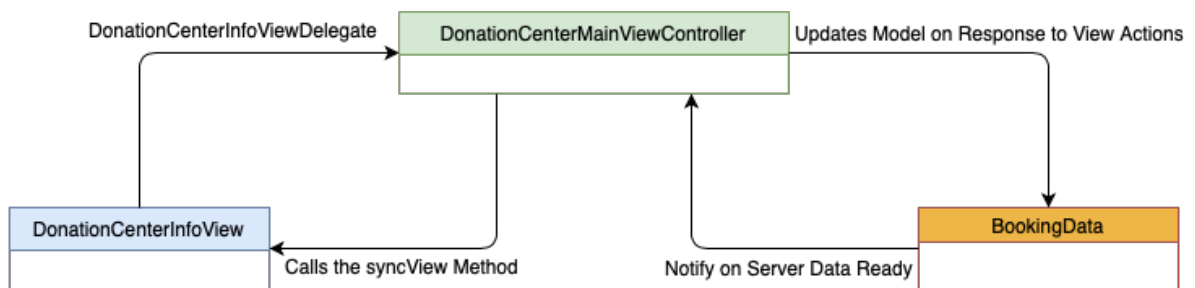 DonationCenterInfoViewDelegate
DonationCenterMainViewController
Updates Model on Response to View Actions
DonationCenterInfoView
BookingData
Calls the syncView Method
Notify on Server Data Ready